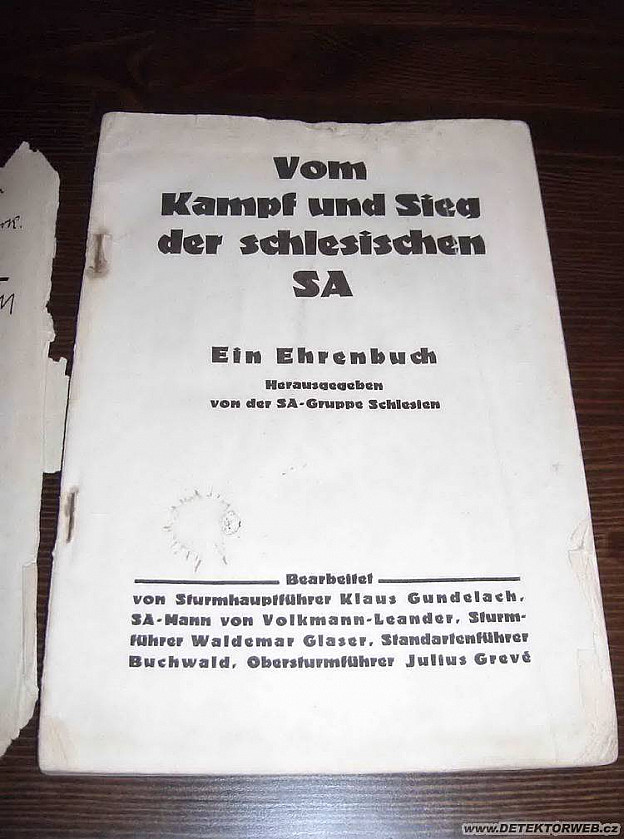 Vom
Kampf und Sieg
der schlesischen
SA
Ein Ehrenbuch
Herausgegeben
von der SA-Gruppe Schlesien
Bearbeitet
von Sturmhauptführer Klaus Gundelach,
SA-Mann von Volkmann-Leander, Sturm-
führer Waldemar Glaser, Standartenführer
Buchwald, Obersturmführer Julius Grevé
www.DETEKTORWEB.cz